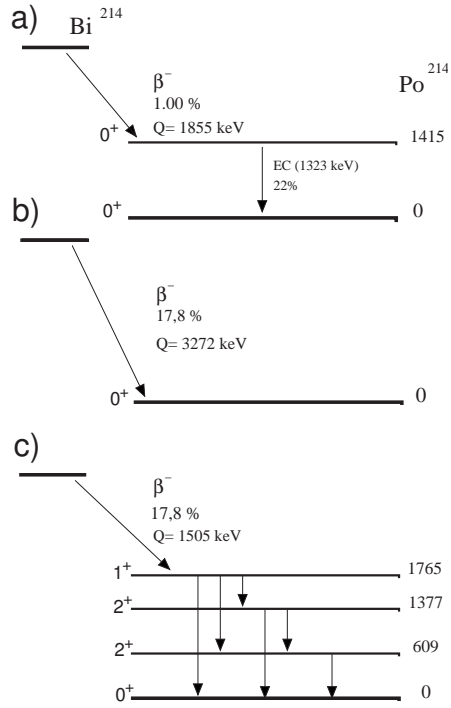 a)
Bi 214
β⁻
1.00 %
Q= 1855 keV
Po 214
0⁺
1415
EC (1323 keV)
22%
0⁺
0
b)
β⁻
17,8 %
Q= 3272 keV
0⁺
0
c)
β⁻
17,8 %
Q= 1505 keV
1⁺
1765
2⁺
1377
2⁺
609
0⁺
0